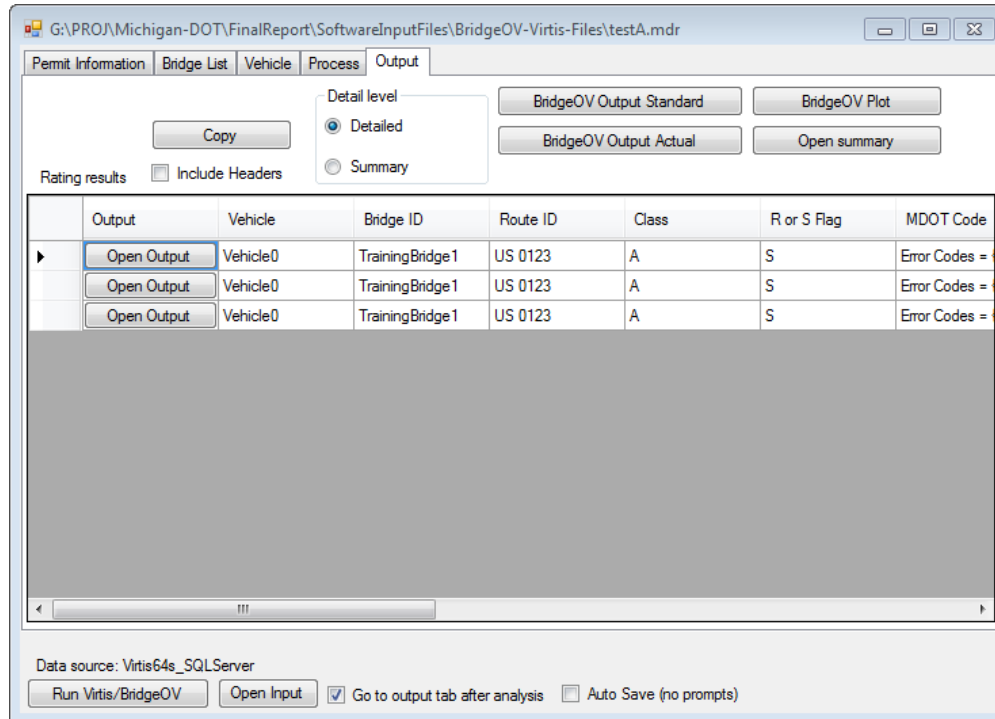 G:\PROJ\Michigan-DOT\FinalReport\SoftwareInputFiles\BridgeOV-Virtis-Files\testA.mdr
Permit Information Bridge List Vehicle Process Output
Detail level
BridgeOV Output Standard BridgeOV Plot
Copy Detailed
BridgeOV Output Actual Open summary
Rating results Include Headers Summary
Output Vehicle Bridge ID Route ID Class R or S Flag MDOT Code
Open Output Vehicle0 TrainingBridge1 US 0123 A S Error Codes =
Open Output Vehicle0 TrainingBridge1 US 0123 A S Error Codes =
Open Output Vehicle0 TrainingBridge1 US 0123 A S Error Codes =
Data source: Virtis64s_SQLServer
Run Virtis/BridgeOV Open Input Go to output tab after analysis Auto Save (no prompts)